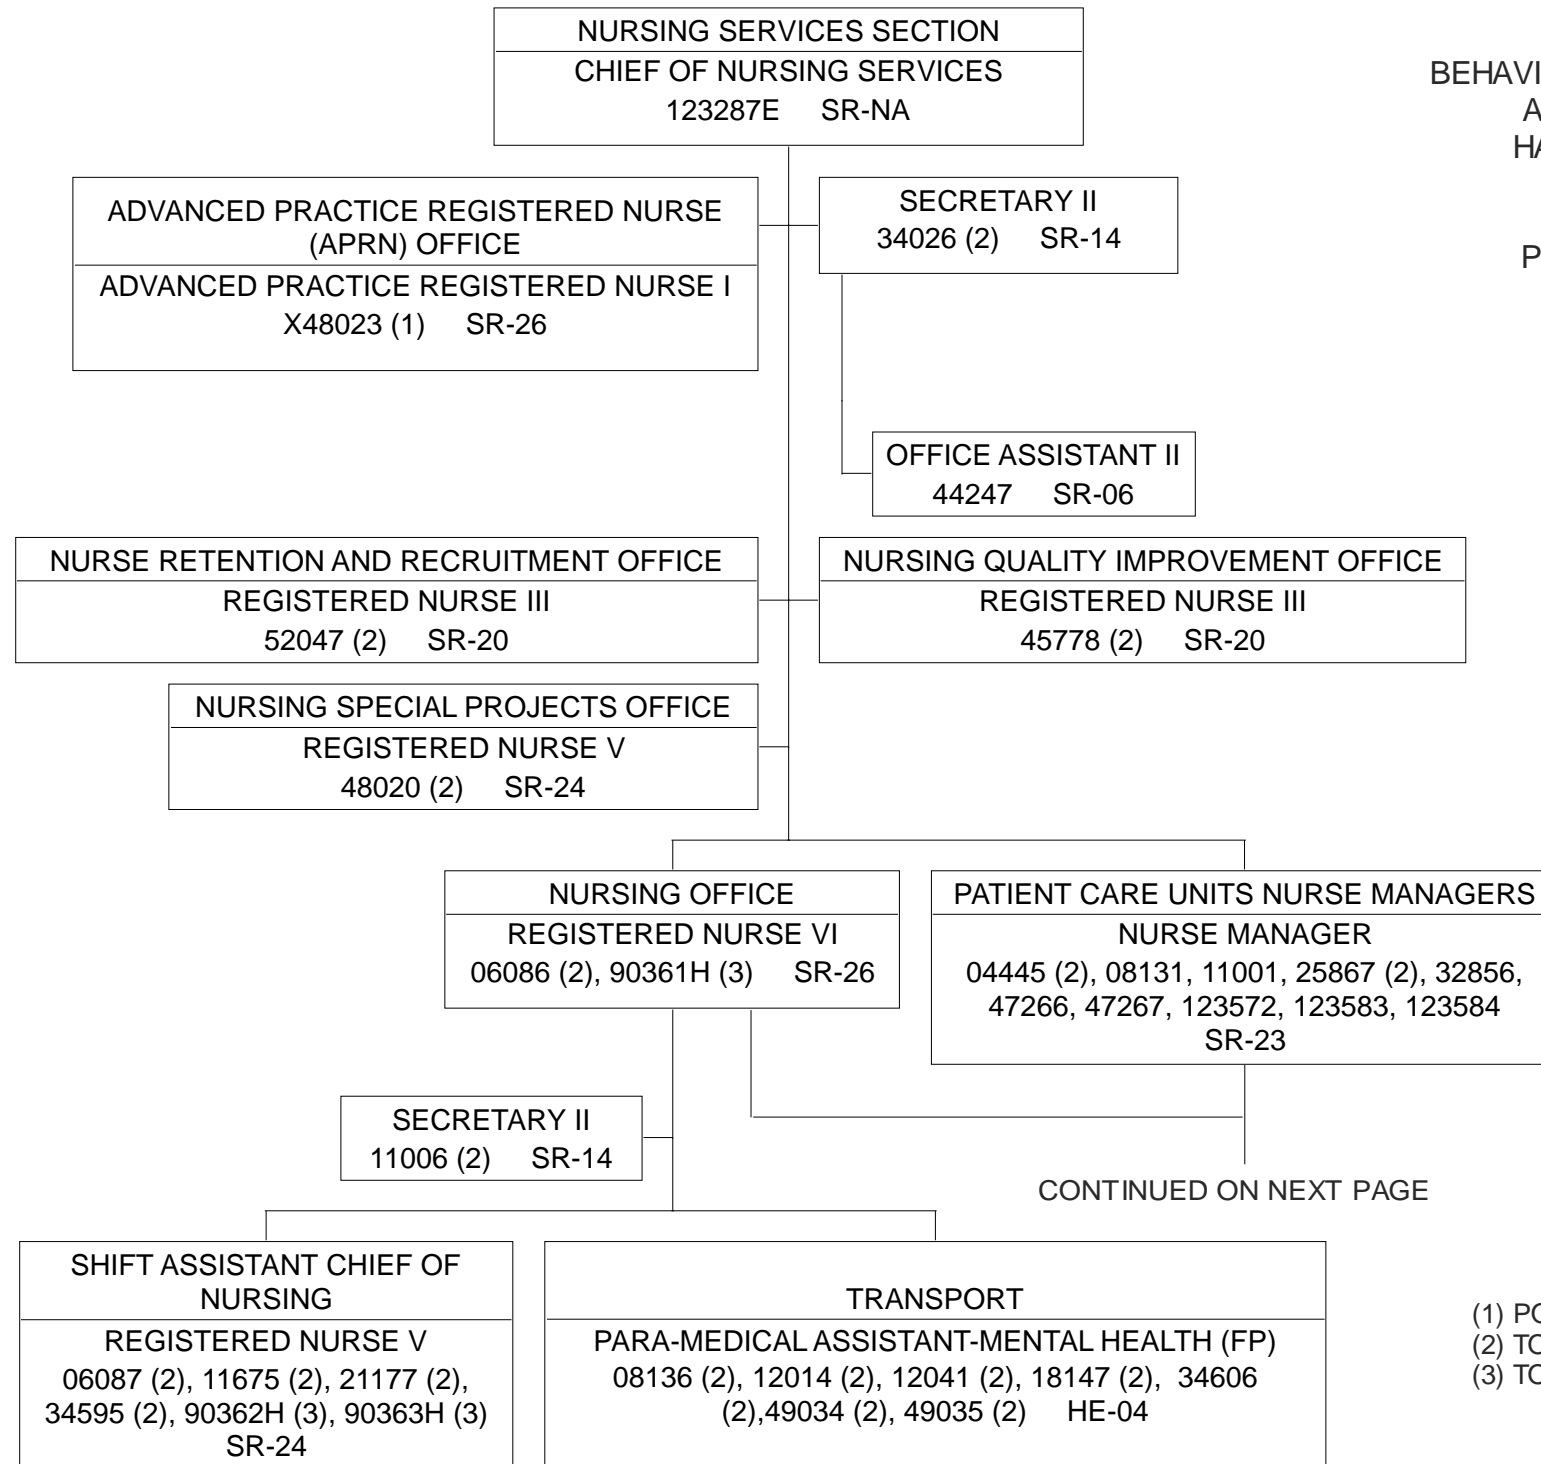 NURSING SERVICES SECTION
CHIEF OF NURSING SERVICES
123287E SR-NA
ADVANCED PRACTICE REGISTERED NURSE
(APRN) OFFICE
ADVANCED PRACTICE REGISTERED NURSE I
X48023 (1) SR-26
SECRETARY II
34026 (2) SR-14
OFFICE ASSISTANT II
44247 SR-06
NURSE RETENTION AND RECRUITMENT OFFICE
REGISTERED NURSE III
52047 (2) SR-20
NURSING QUALITY IMPROVEMENT OFFICE
REGISTERED NURSE III
45778 (2) SR-20
NURSING SPECIAL PROJECTS OFFICE
REGISTERED NURSE V
48020 (2) SR-24
NURSING OFFICE
REGISTERED NURSE VI
06086 (2), 90361H (3) SR-26
PATIENT CARE UNITS NURSE MANAGERS
NURSE MANAGER
04445 (2), 08131, 11001, 25867 (2), 32856,
47266, 47267, 123572, 123583, 123584
SR-23
SECRETARY II
11006 (2) SR-14
CONTINUED ON NEXT PAGE
SHIFT ASSISTANT CHIEF OF
NURSING
REGISTERED NURSE V
06087 (2), 11675 (2), 21177 (2),
34595 (2), 90362H (3), 90363H (3)
SR-24
TRANSPORT
PARA-MEDICAL ASSISTANT-MENTAL HEALTH (FP)
08136 (2), 12014 (2), 12041 (2), 18147 (2), 34606
(2),49034 (2), 49035 (2) HE-04
BEHAVI
A
HA
P
(1) PO
(2) TO
(3) TO